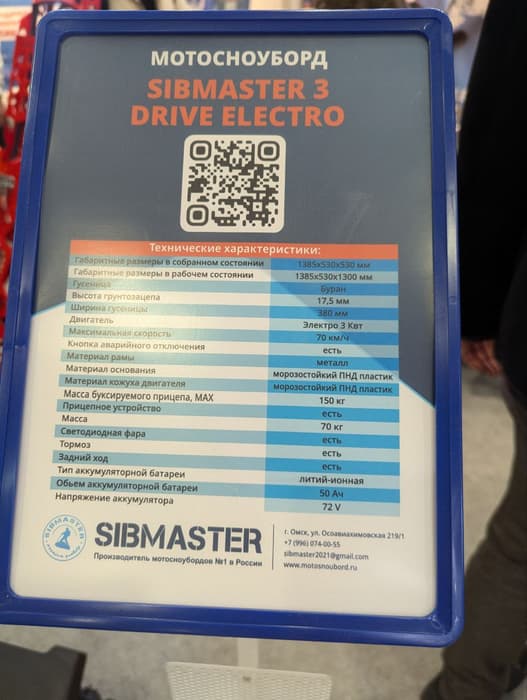 МОТОСНОУБОРД
SIBMASTER 3
DRIVE ELECTRO
Технические характеристики:
Габаритные размеры в собранном состоянии 1385х530х530 мм
Габаритные размеры в рабочем состоянии 1385х530х1300 мм
Гусеница Буран
Высота грунтозацепа 17,5 мм
Ширина гусеницы 380 мм
Двигатель Электро 3 Квт
Максимальная скорость 70 км/ч
Кнопка аварийного отключения есть
Материал рамы металл
Материал основания морозостойкий ПНД пластик
Материал кожуха двигателя морозостойкий ПНД пластик
Масса буксируемого прицепа, МАХ 150 кг
Прицепное устройство есть
Масса 70 кг
Светодиодная фара есть
Тормоз есть
Задний ход есть
Тип аккумуляторной батареи литий-ионная
Обьем аккумуляторной батареи 50 Ач
Напряжение аккумулятора 72 V
SIBMASTER
SIBMASTER
Производитель мотосноубордов №1 в России
г. Омск, ул. Осоавиахимовская 219/1
+7 (996) 074-00-55
sibmaster2021@gmail.com
www.motosnoubord.ru